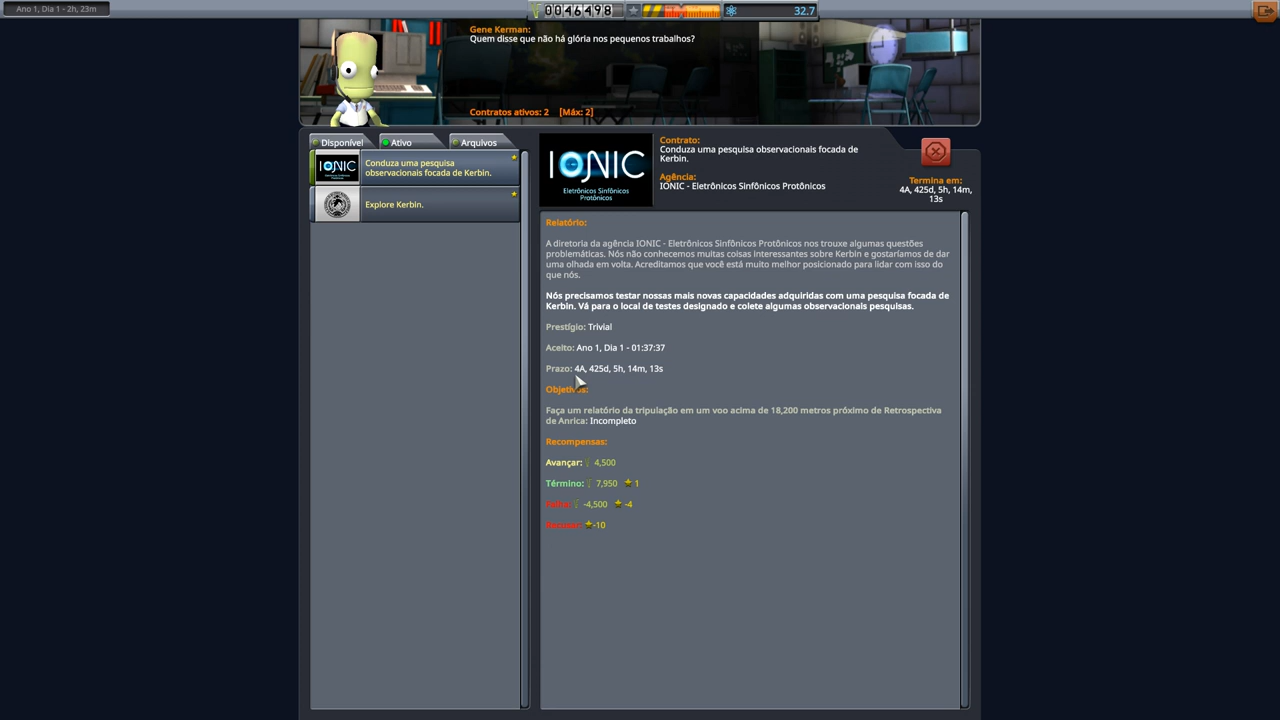 Ano 1, Dia 1 - 2h, 23m
0046498
32.7
Gene Kerman:
Quem disse que não há glória nos pequenos trabalhos?
Contratos ativos: 2 [Máx: 2]
Disponível
Ativo
Arquivos
IONIC
Eletrônicos Sinfônicos
Protônicos
Conduza uma pesquisa
observacionais focada de Kerbin.
Explore Kerbin.
IONIC
Eletrônicos Sinfônicos
Protônicos
Contrato:
Conduza uma pesquisa observacionais focada de
Kerbin.
Agência:
IONIC - Eletrônicos Sinfônicos Protônicos
Termina em:
4A, 425d, 5h, 14m,
13s
Relatório:
A diretoria da agência IONIC - Eletrônicos Sinfônicos Protônicos nos trouxe algumas questões
problemáticas. Nós não conhecemos muitas coisas interessantes sobre Kerbin e gostaríamos de dar
uma olhada em volta. Acreditamos que você está muito melhor posicionado para lidar com isso do
que nós.
Nós precisamos testar nossas mais novas capacidades adquiridas com uma pesquisa focada de
Kerbin. Vá para o local de testes designado e colete algumas observacionais pesquisas.
Prestígio: Trivial
Aceito: Ano 1, Dia 1 - 01:37:37
Prazo: 4A, 425d, 5h, 14m, 13s
Objetivos:
Faça um relatório da tripulação em um voo acima de 18,200 metros próximo de Retrospectiva
de Anrica: Incompleto
Recompensas:
Avançar: 4,500
Término: 7,950 1
-4,500 -4
-10